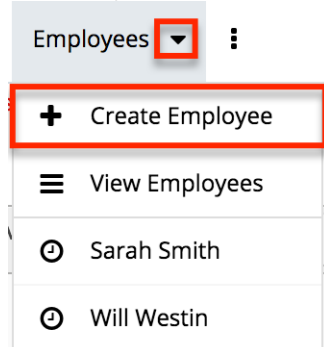 Employees
Create Employee
View Employees
Sarah Smith
Will Westin